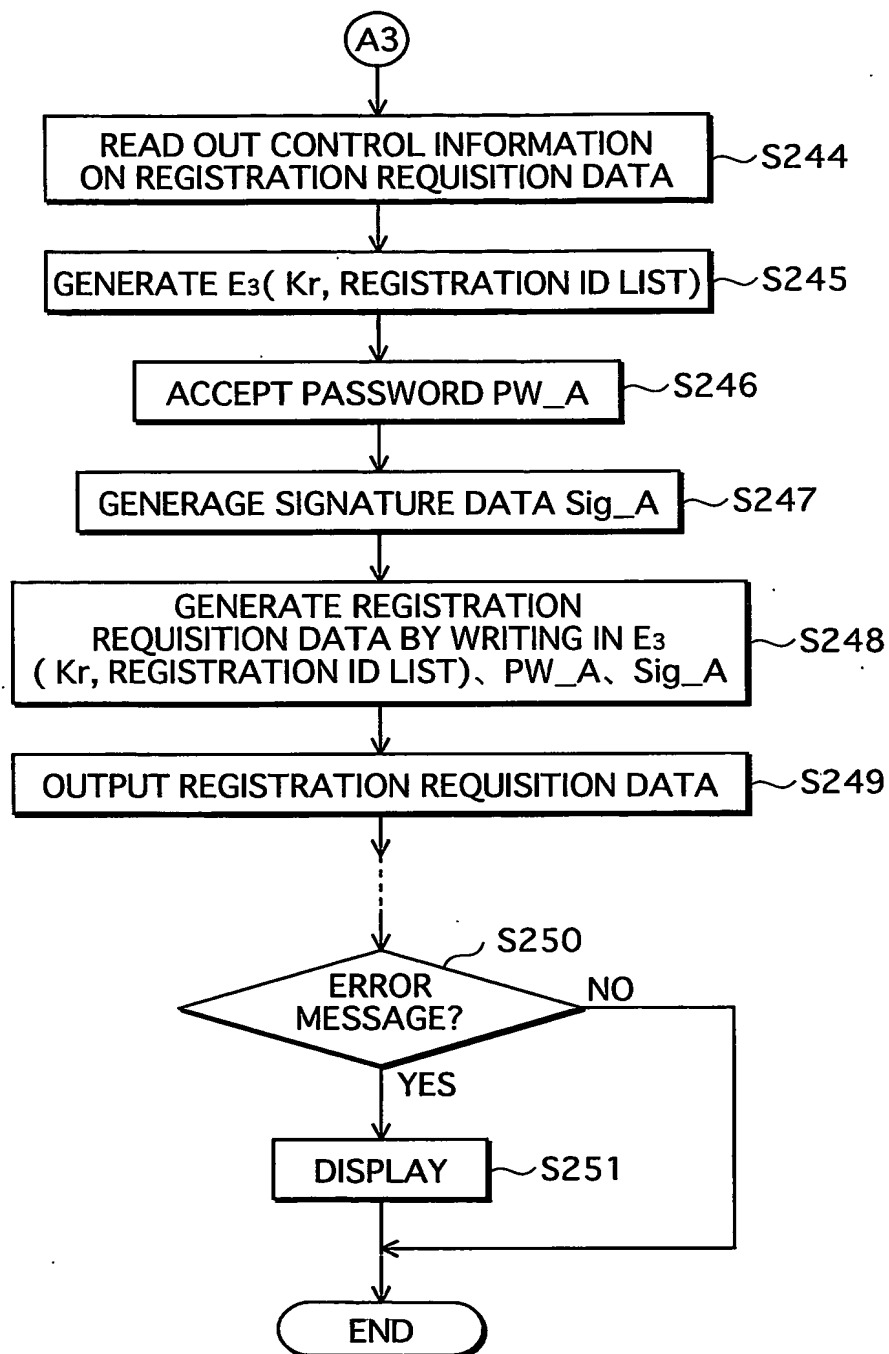 A3
READ OUT CONTROL INFORMATION
ON REGISTRATION REQUISITION DATA
S244
GENERATE E3( Kr, REGISTRATION ID LIST)
S245
ACCEPT PASSWORD PW_A
S246
GENERAGE SIGNATURE DATA Sig_A
S247
GENERATE REGISTRATION
REQUISITION DATA BY WRITING IN E3
( Kr, REGISTRATION ID LIST)、PW_A、Sig_A
S248
OUTPUT REGISTRATION REQUISITION DATA
S249
S250
ERROR
MESSAGE?
NO
YES
DISPLAY
S251
END